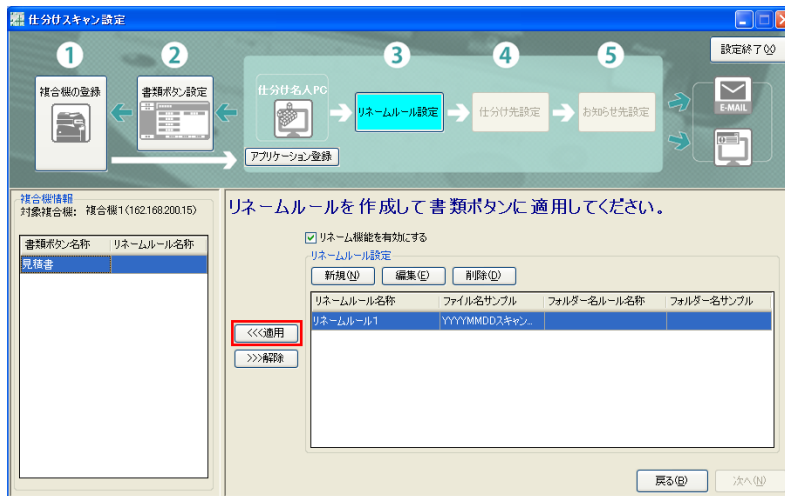 仕分けスキャン設定
1
2
3
4
5
設定終了(X)
複合機の登録
書類ボタン設定
仕分け名人PC
リネームルール設定
仕分け先設定
お知らせ先設定
E-MAIL
アプリケーション登録
複合機情報
対象複合機: 複合機1(162.168.200.15)
書類ボタン名称 リネームルール名称
見積書
リネームルールを作成して書類ボタンに適用してください。
リネーム機能を有効にする
リネームルール設定
新規(N) 編集(E) 削除(D)
リネームルール名称 ファイル名サンプル フォルダー名ルール名称 フォルダー名サンプル
リネームルール1 YYYYMMDDスキャン...
<<<適用
>>>解除
戻る(B) 次へ(N)